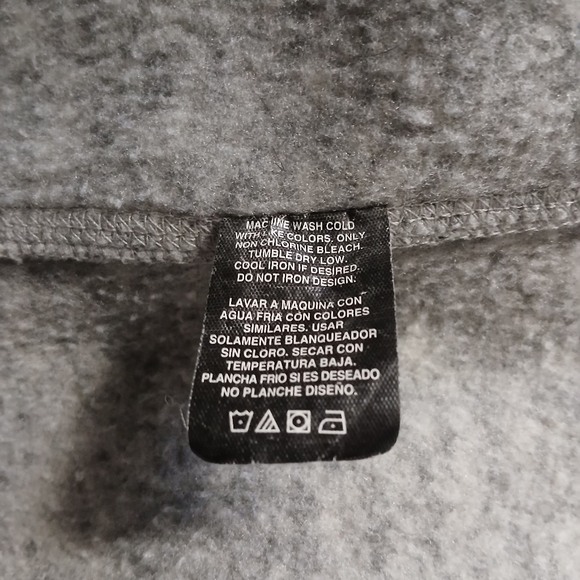 MACHINE WASH COLD
WITH LIKE COLORS. ONLY
NON CHLORINE BLEACH.
TUMBLE DRY LOW.
COOL IRON IF DESIRED.
DO NOT IRON DESIGN.
LAVAR A MAQUINA CON
AGUA FRIA CON COLORES
SIMILARES. USAR
SOLAMENTE BLANQUEADOR
SIN CLORO. SECAR CON
TEMPERATURA BAJA.
PLANCHA FRIO SI ES DESEADO
NO PLANCHE DISEÑO.